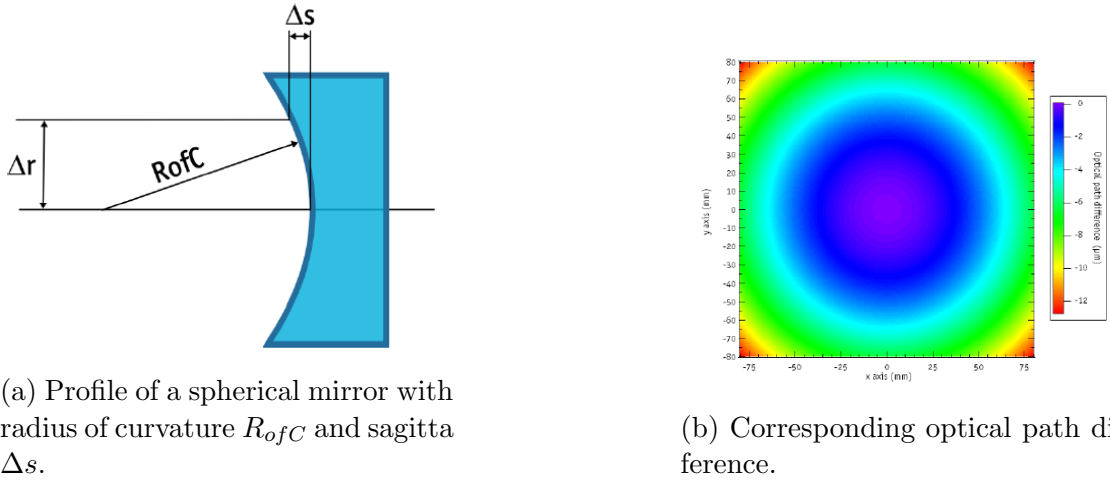 Δs
Δr
RofC
80
70
60
50
40
30
20
10
0
-10
-20
-30
-40
-50
-60
-70
-80
y axis (mm)
-75 -50 -25 0 25 50 75
x axis (mm)
0
-2
-4
-6
-8
-10
-12
Optical path difference (μm)
(a) Profile of a spherical mirror with
radius of curvature RofC and sagitta
Δs.
(b) Corresponding optical path di
ference.